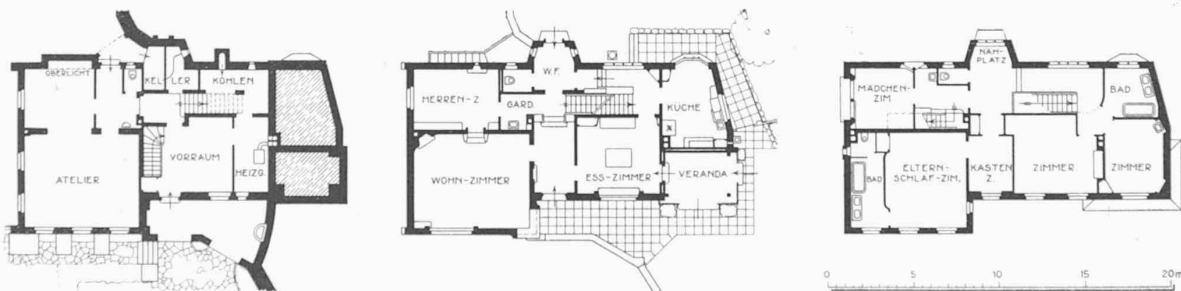 OBERLICHT
KELLER
KOHLEN
VORRAUM
ATELIER
HEIZG.
W.F.
HERREN-Z
GARD.
KÜCHE
WOHN-ZIMMER
ESS-ZIMMER
VERANDA
NÄH-
PLATZ
MÄDCHEN-
ZIM.
BAD
BAD
ELTERN-
SCHLAF-ZIM.
KASTEN
Z.
ZIMMER
ZIMMER
0 5 10 15 20m